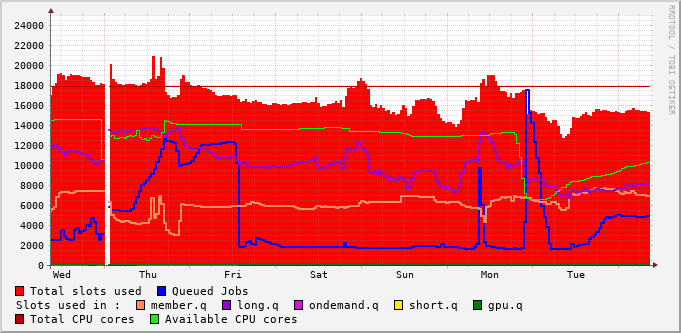 24000
22000
20000
18000
16000
14000
12000
10000
8000
6000
4000
2000
0
Wed Thu Fri Sat Sun Mon Tue
Total slots used Queued Jobs
Slots used in : member.q long.q ondemand.q short.q gpu.q
Total CPU cores Available CPU cores
RRDTOOL / TOBI OETIKER